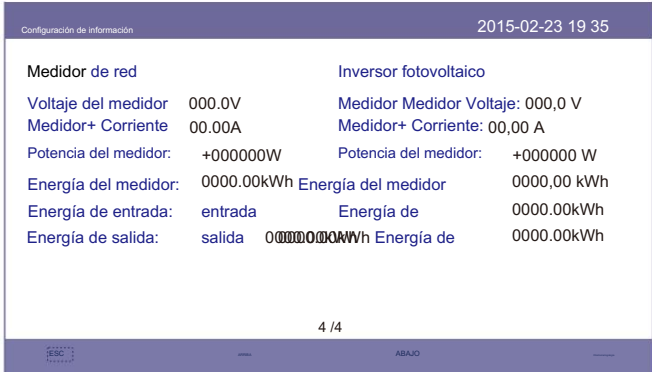 Configuración de información 2015-02-23 19 35
Medidor de red Inversor fotovoltaico
Voltaje del medidor 000.0V Medidor Medidor Voltaje: 000,0 V
Medidor+ Corriente 00.00A Medidor+ Corriente: 00,00 A
Potencia del medidor: +000000W Potencia del medidor: +000000 W
Energía del medidor: 0000.00kWh Energía del medidor 0000,00 kWh
Energía de entrada: entrada Energía de 0000.00kWh
Energía de salida: salida Energía de 0000.00kWh
4 /4
ESC ABAJO